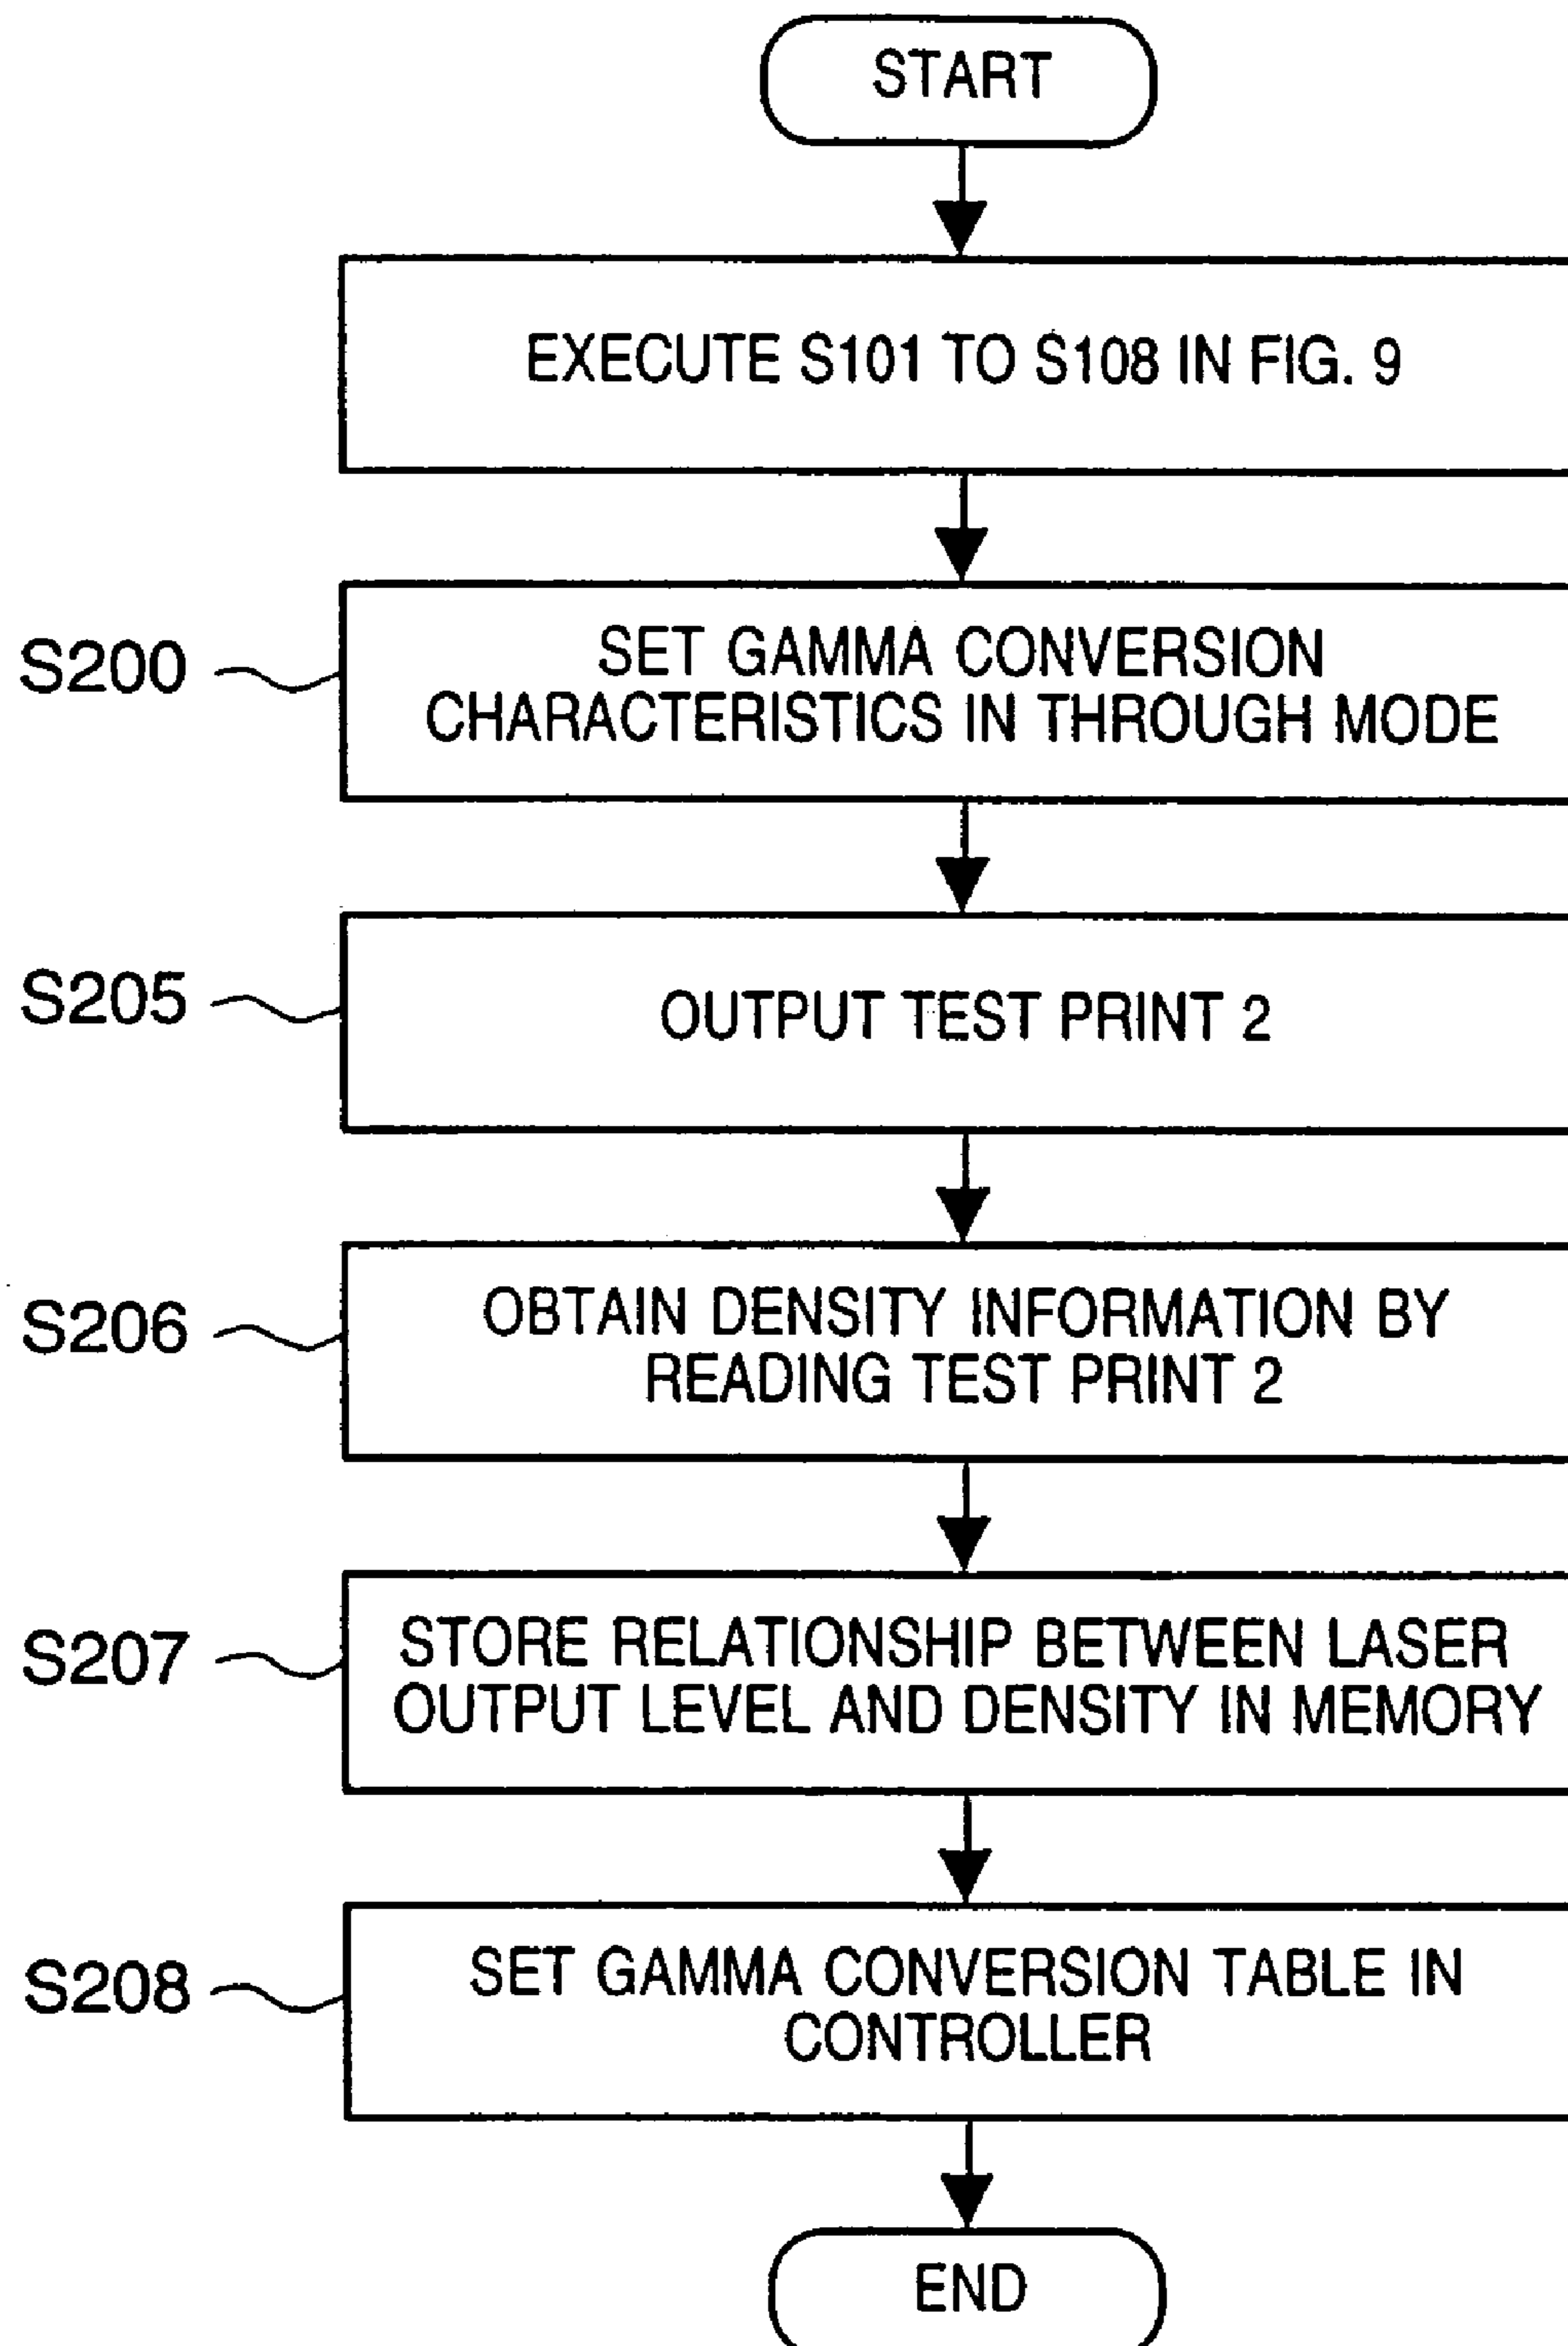 START
EXECUTE S101 TO S108 IN FIG. 9
S200
SET GAMMA CONVERSION
CHARACTERISTICS IN THROUGH MODE
S205
OUTPUT TEST PRINT 2
S206
OBTAIN DENSITY INFORMATION BY
READING TEST PRINT 2
S207
STORE RELATIONSHIP BETWEEN LASER
OUTPUT LEVEL AND DENSITY IN MEMORY
S208
SET GAMMA CONVERSION TABLE IN
CONTROLLER
END